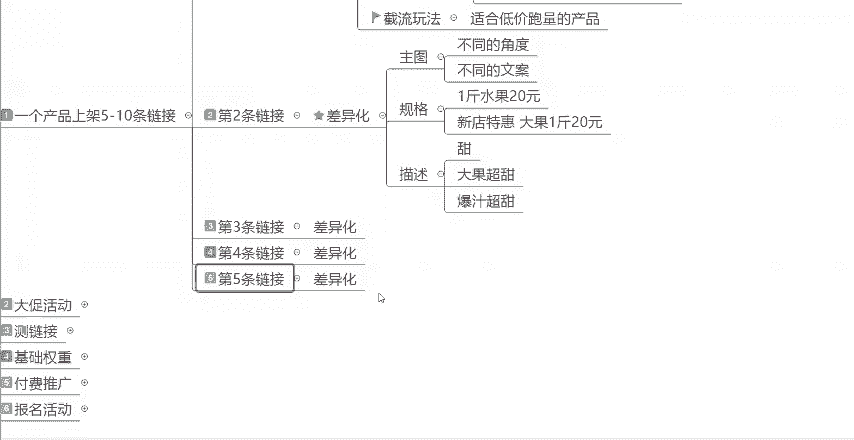 截流玩法 适合低价跑量的产品
主图 不同的角度
不同的文案
1 一个产品上架5-10条链接 2 第2条链接 差异化 规格 1斤水果20元
新店特惠 大果1斤20元
描述 甜
大果超甜
爆汁超甜
3 第3条链接 差异化
4 第4条链接 差异化
第5条链接 差异化
2 大促活动
3 测链接
4 基础权重
5 付费推广
6 报名活动